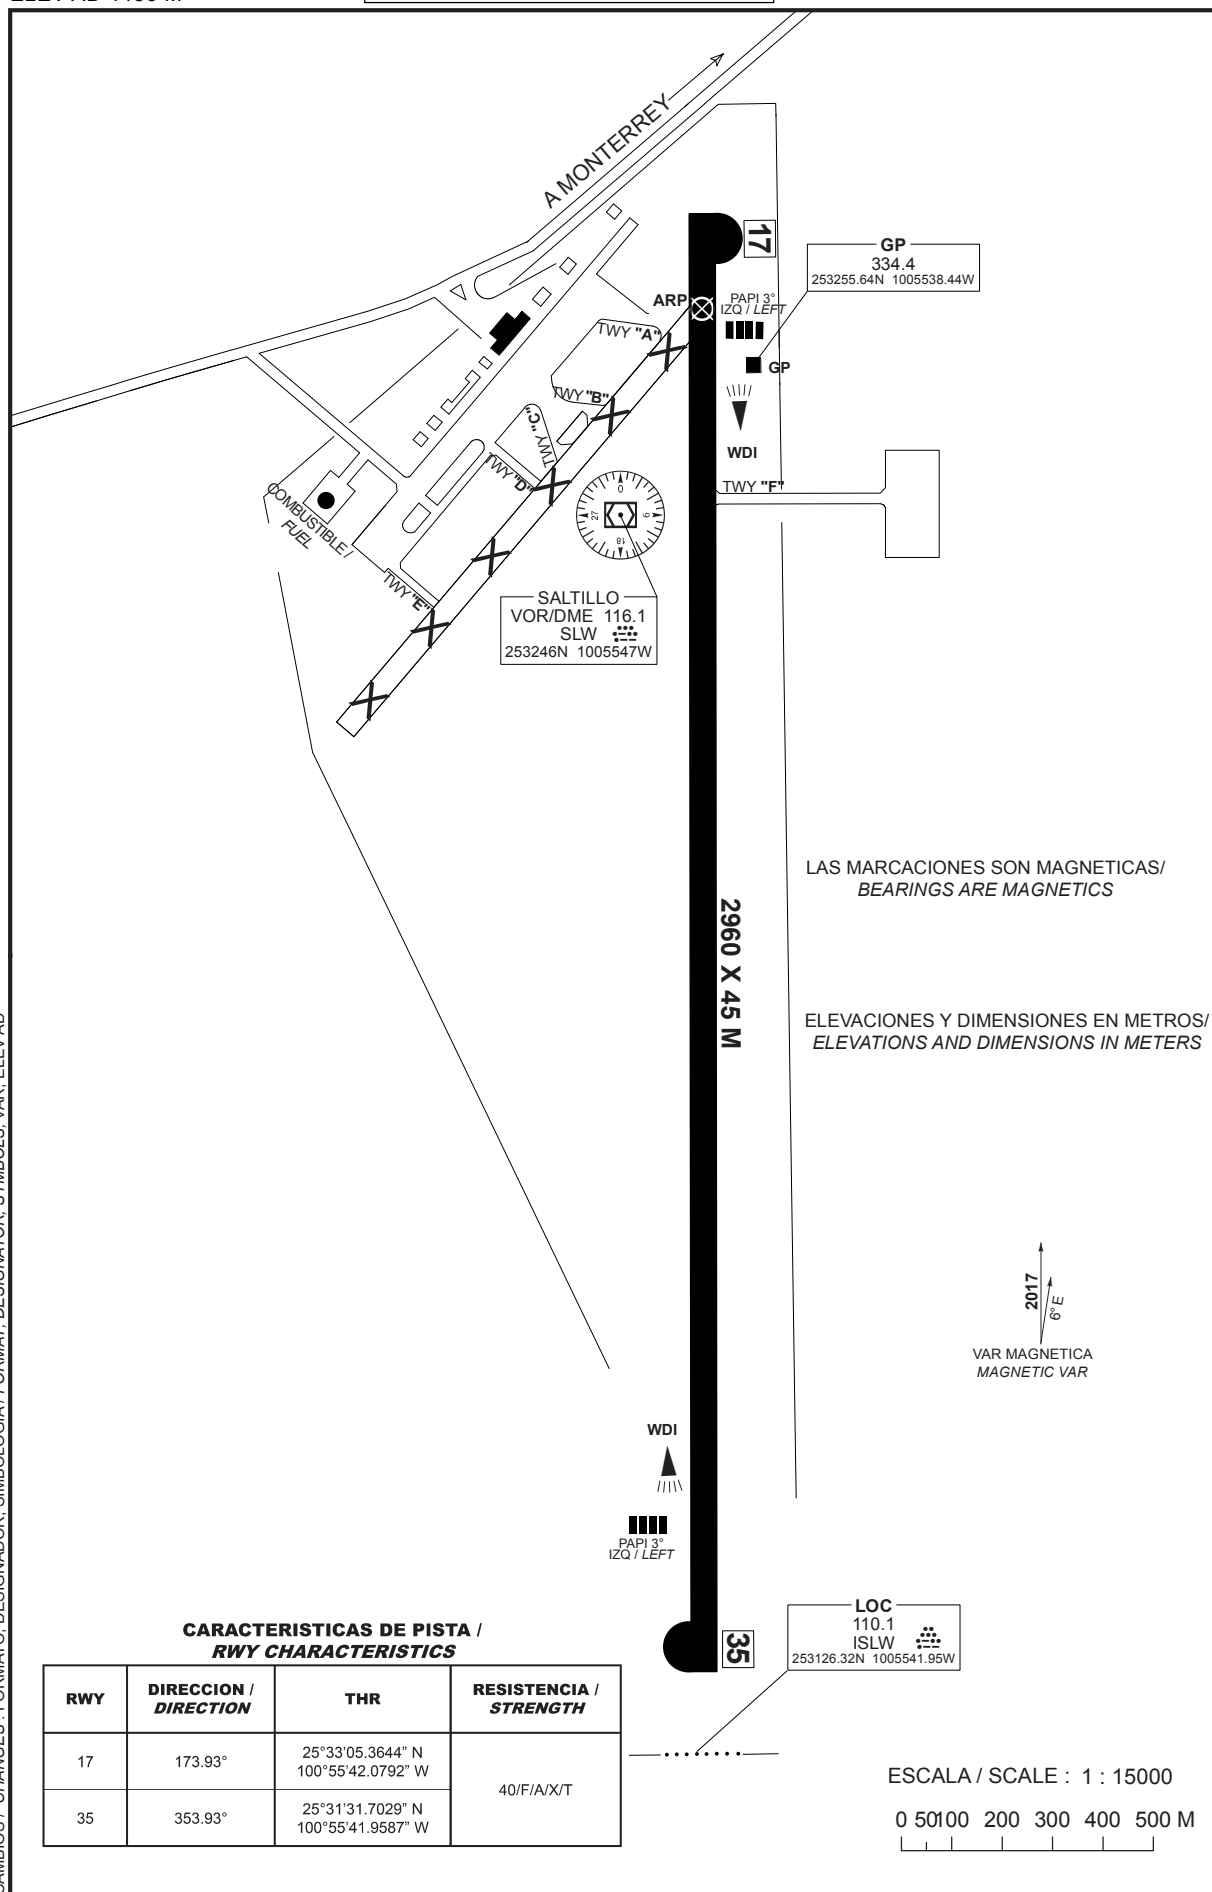 A MONTERREY
17
GP
334.4
253255.64N 1005538.44W
ARP
PAPI 3°
IZQ / LEFT
GP
WDI
TWY "A"
TWY "B"
TWY "C"
TWY "D"
TWY "E"
TWY "F"
COMBUSTIBLE /
FUEL
0
9
18
27
SALTILLO
VOR/DME 116.1
SLW
253246N 1005547W
2960 X 45 M
LAS MARCACIONES SON MAGNETICAS/
BEARINGS ARE MAGNETICS
ELEVACIONES Y DIMENSIONES EN METROS/
ELEVATIONS AND DIMENSIONS IN METERS
2017
6° E
VAR MAGNETICA
MAGNETIC VAR
WDI
PAPI 3°
IZQ / LEFT
35
LOC
110.1
ISLW
253126.32N 1005541.95W
CARACTERISTICAS DE PISTA /
RWY CHARACTERISTICS
RWY
DIRECCION /
DIRECTION
THR
RESISTENCIA /
STRENGTH
17
173.93°
25°33'05.3644" N
100°55'42.0792" W
35
353.93°
25°31'31.7029" N
100°55'41.9587" W
40/F/A/X/T
ESCALA / SCALE : 1 : 15000
0 50 100 200 300 400 500 M